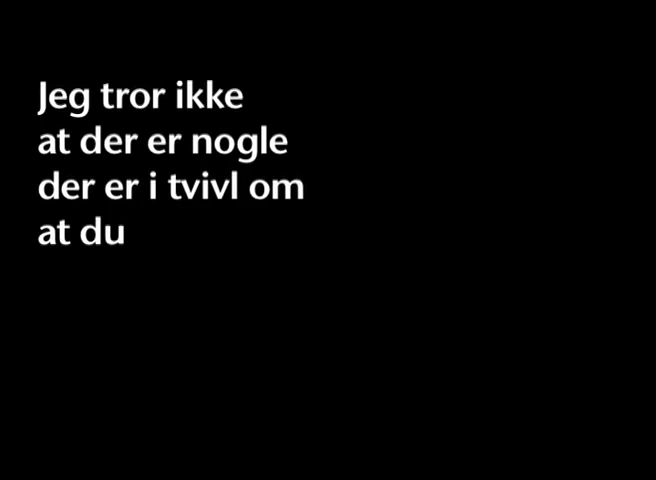 Jeg tror ikke
at der er nogle
der er i tvivl om
at du